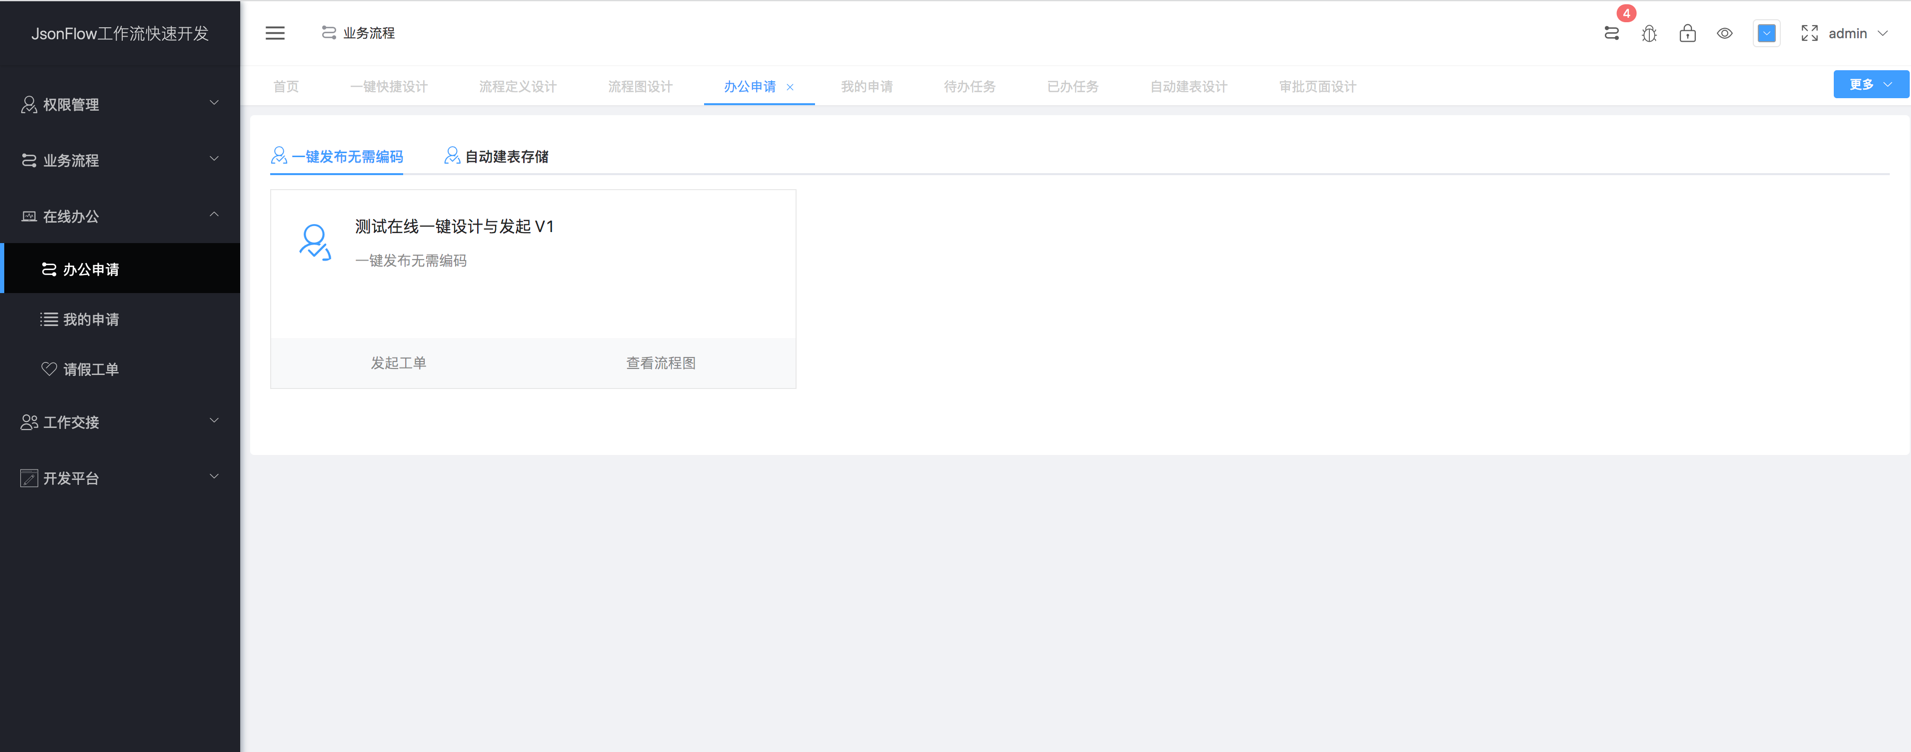 JsonFlow工作流快速开发
业务流程
4
admin
首页
一键快捷设计
流程定义设计
流程图设计
办公申请
我的申请
待办任务
已办任务
自动建表设计
审批页面设计
更多
权限管理
业务流程
在线办公
办公申请
我的申请
请假工单
工作交接
开发平台
一键发布无需编码
自动建表存储
测试在线一键设计与发起 V1
一键发布无需编码
发起工单
查看流程图